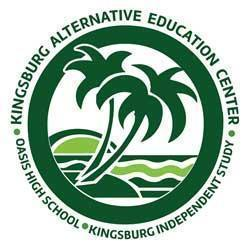 KINGSBURG ALTERNATIVE EDUCATION CENTER
OASIS HIGH SCHOOL • KINGSBURG INDEPENDENT STUDY